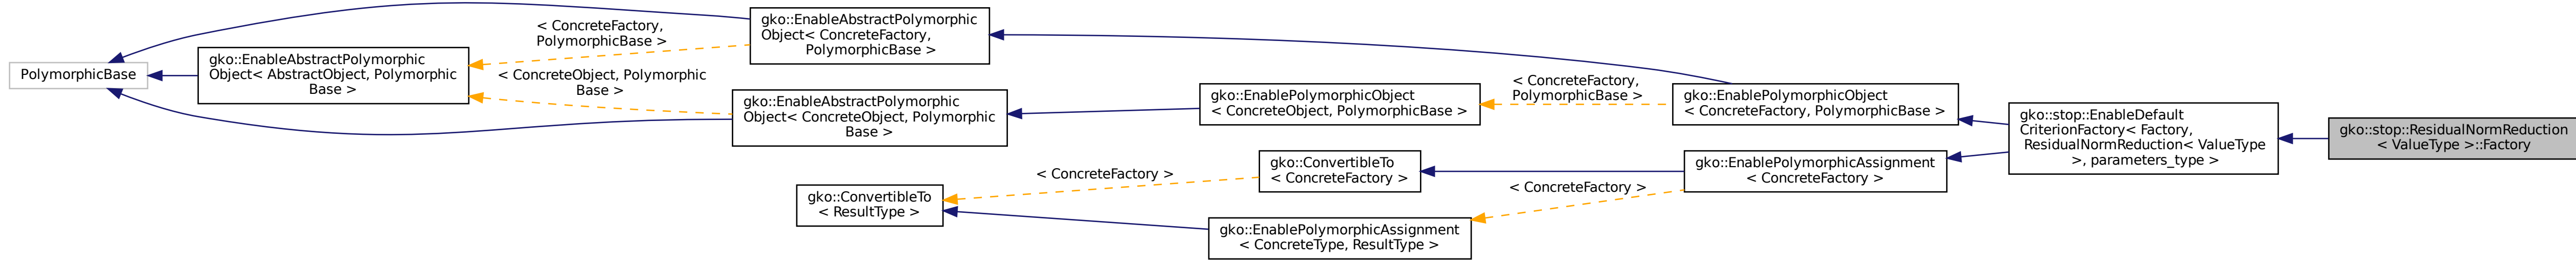 PolymorphicBase
gko::EnableAbstractPolymorphic
Object< AbstractObject, Polymorphic
Base >
< ConcreteFactory,
PolymorphicBase >
< ConcreteObject, Polymorphic
Base >
gko::EnableAbstractPolymorphic
Object< ConcreteFactory,
PolymorphicBase >
gko::EnableAbstractPolymorphic
Object< ConcreteObject, Polymorphic
Base >
gko::ConvertibleTo
< ResultType >
< ConcreteFactory >
gko::EnablePolymorphicObject
< ConcreteObject, PolymorphicBase >
gko::ConvertibleTo
< ConcreteFactory >
gko::EnablePolymorphicAssignment
< ConcreteType, ResultType >
< ConcreteFactory,
PolymorphicBase >
< ConcreteFactory >
gko::EnablePolymorphicObject
< ConcreteFactory, PolymorphicBase >
gko::EnablePolymorphicAssignment
< ConcreteFactory >
gko::stop::EnableDefault
CriterionFactory< Factory,
ResidualNormReduction< ValueType
>, parameters_type >
gko::stop::ResidualNormReduction
< ValueType >::Factory